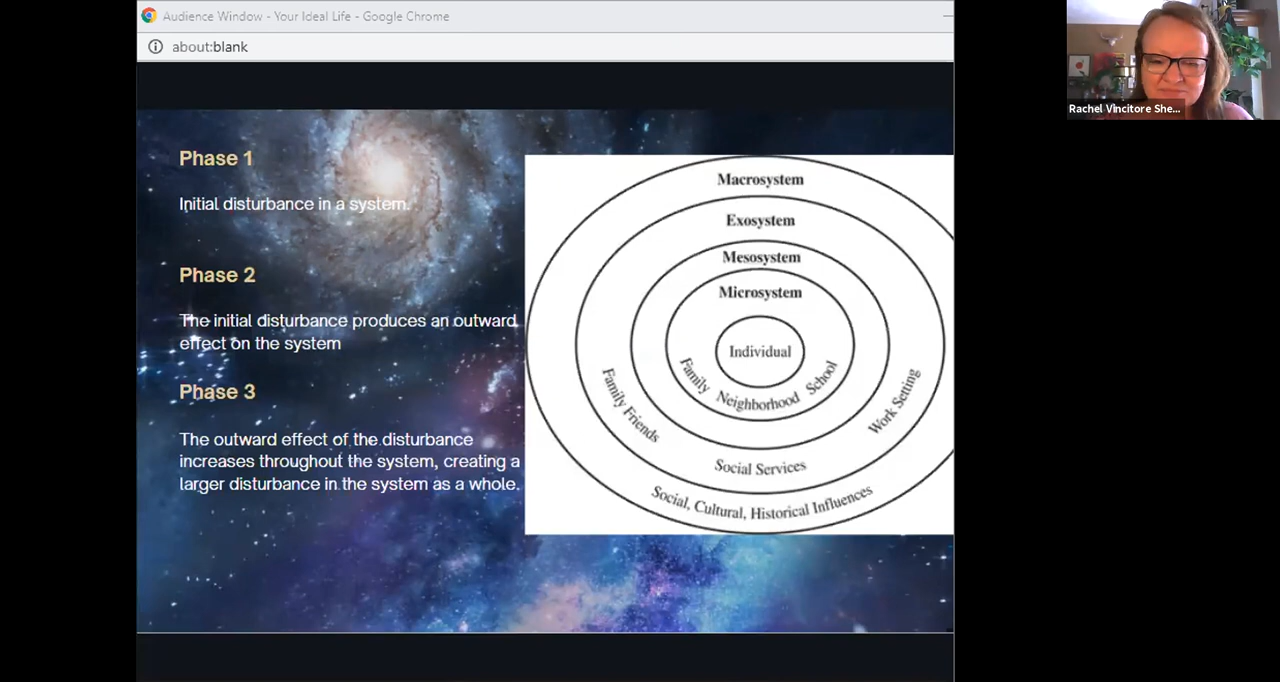 Audience Window - Your Ideal Life - Google Chrome
about:blank
Phase 1
Initial disturbance in a system.
Phase 2
The initial disturbance produces an outward
effect on the system
Phase 3
The outward effect of the disturbance
increases throughout the system, creating a
larger disturbance in the system as a whole.
Macrosystem
Exosystem
Mesosystem
Microsystem
Individual
Family Neighborhood School
Family Friends
Work Setting
Social Services
Social, Cultural, Historical Influences
Rachel Vincitore She...